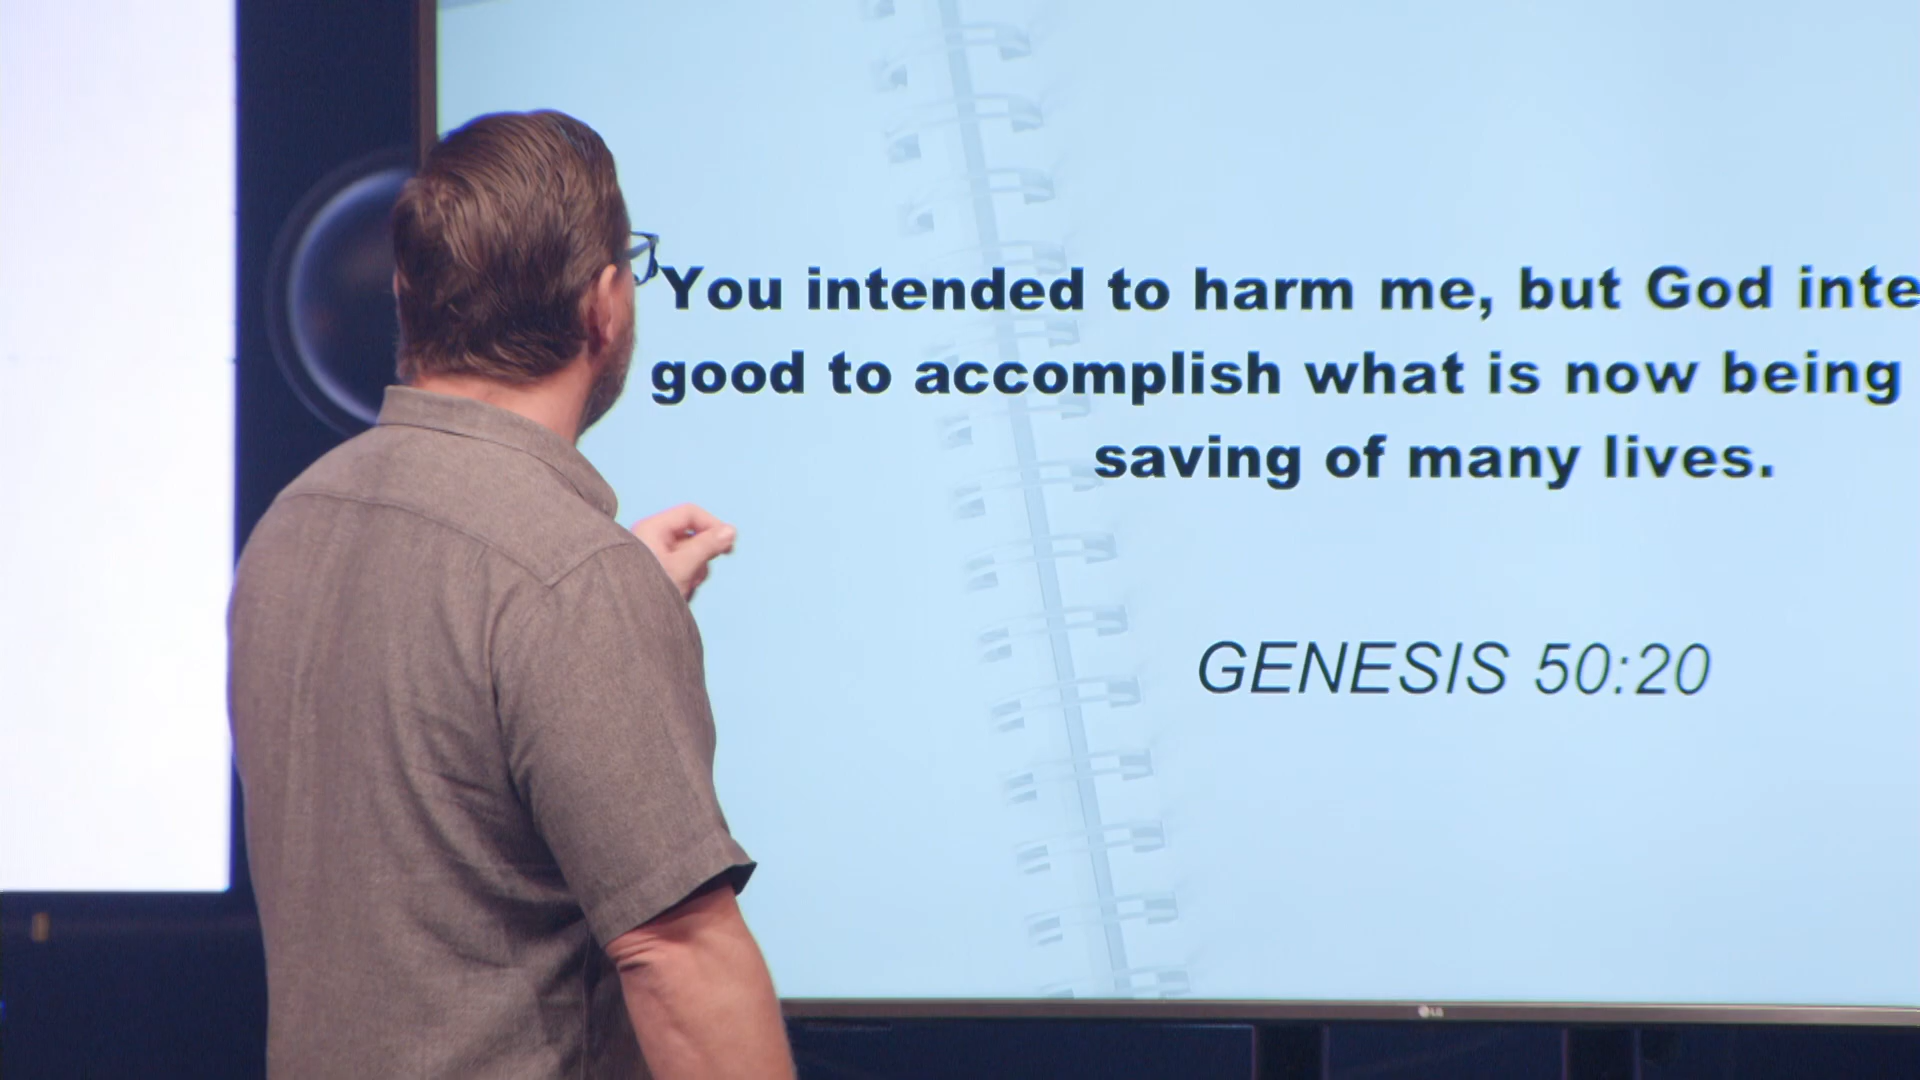 You intended to harm me, but God inte
good to accomplish what is now being
saving of many lives.
GENESIS 50:20
LG